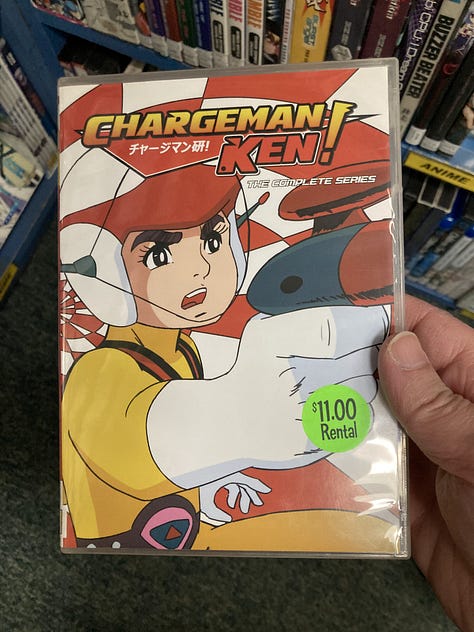 CHARGEMAN
KEN!
チャージマン研!
THE COMPLETE SERIES
$11.00
Rental
BUZZER BEATER
ANIME